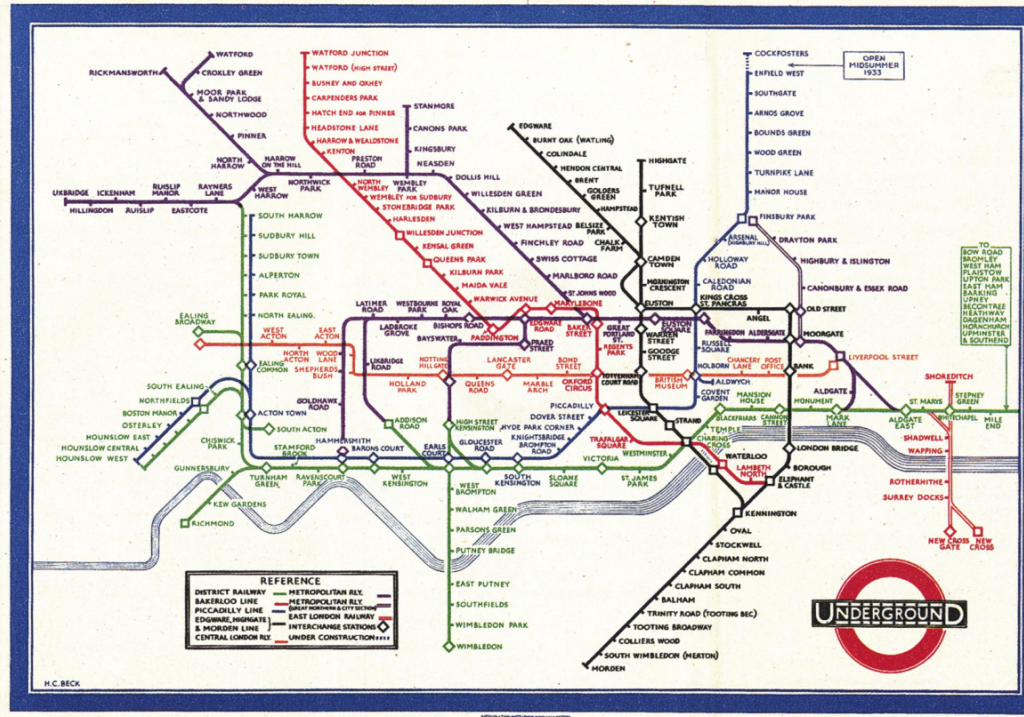 WATFORD
RICKMANSWORTH
CROXLEY GREEN
MOOR PARK
& SANDY LODGE
NORTHWOOD
PINNER
NORTH
HARROW
HARROW
ON THE HILL
NORTHWICK
PARK
PRESTON
ROAD
WEMBLEY
PARK
UXBRIDGE
ICKENHAM
RUISLIP
MANOR
RAYNERS
LANE
WEST
HARROW
HILLINGDON
RUISLIP
EASTCOTE
WATFORD JUNCTION
WATFORD (HIGH STREET)
BUSHEY AND OXHEY
CARPENDERS PARK
HATCH END FOR PINNER
HEADSTONE LANE
HARROW & WEALDSTONE
KENTON
NORTH
WEMBLEY
WEMBLEY FOR SUDBURY
STONEBRIDGE PARK
HARLESDEN
WILLESDEN JUNCTION
KENSAL GREEN
QUEENS PARK
KILBURN PARK
MAIDA VALE
WARWICK AVENUE
STANMORE
CANONS PARK
KINGSBURY
NEASDEN
DOLLIS HILL
WILLESDEN GREEN
KILBURN & BRONDESBURY
WEST HAMPSTEAD
FINCHLEY ROAD
SWISS COTTAGE
MARLBORO ROAD
ST JOHNS WOOD
EDGWARE
BURNT OAK (WATLING)
COLINDALE
HENDON CENTRAL
BRENT
GOLDERS
GREEN
HAMPSTEAD
BELSIZE
PARK
CHALK
FARM
HIGHGATE
TUFNELL
PARK
KENTISH
TOWN
CAMDEN
TOWN
MORNINGTON
CRESCENT
EUSTON
COCKFOSTERS
OPEN
MIDSUMMER
1933
ENFIELD WEST
SOUTHGATE
ARNOS GROVE
BOUNDS GREEN
WOOD GREEN
TURNPIKE LANE
MANOR HOUSE
FINSBURY PARK
ARSENAL
(HIGHBURY HILL)
DRAYTON PARK
HOLLOWAY
ROAD
HIGHBURY & ISLINGTON
CALEDONIAN
ROAD
CANONBURY & ESSEX ROAD
KINGS CROSS
ST. PANCRAS
OLD STREET
ANGEL
MOORGATE
TO
BOW ROAD
BROMLEY
WEST HAM
PLAISTOW
UPTON PARK
EAST HAM
BARKING
UPNEY
BECONTREE
HEATHWAY
DAGENHAM
HORNCHURCH
UPMINSTER
& SOUTHEND
SOUTH HARROW
SUDBURY HILL
SUDBURY TOWN
ALPERTON
PARK ROYAL
NORTH EALING
EALING
BROADWAY
WEST
ACTON
EAST
ACTON
NORTH
ACTON
WOOD
LANE
SHEPHERDS
BUSH
EALING
COMMON
SOUTH EALING
NORTHFIELDS
BOSTON MANOR
OSTERLEY
HOUNSLOW EAST
HOUNSLOW CENTRAL
HOUNSLOW WEST
ACTON TOWN
SOUTH ACTON
CHISWICK
PARK
GUNNERSBURY
KEW GARDENS
RICHMOND
TURNHAM
GREEN
STAMFORD
BROOK
RAVENSCOURT
PARK
HAMMERSMITH
GOLDHAWK
ROAD
BARONS COURT
WEST
KENSINGTON
EARLS
COURT
ADDISON
ROAD
UXBRIDGE
ROAD
LATIMER
ROAD
LADBROKE
GROVE
WESTBOURNE
PARK
ROYAL
OAK
BISHOPS ROAD
PADDINGTON
EDGWARE
ROAD
MARYLEBONE
BAKER
STREET
PRAED
STREET
BAYSWATER
NOTTING
HILL GATE
HOLLAND
PARK
QUEENS
ROAD
LANCASTER
GATE
MARBLE
ARCH
BOND
STREET
OXFORD
CIRCUS
GREAT
PORTLAND
ST.
REGENTS
PARK
EUSTON
SQUARE
WARREN
STREET
GOODGE
STREET
TOTTENHAM
COURT ROAD
BRITISH
MUSEUM
FARRINGDON
ALDERSGATE
RUSSELL
SQUARE
HOLBORN
CHANCERY
LANE
POST
OFFICE
BANK
LIVERPOOL STREET
ALDWYCH
COVENT
GARDEN
LEICESTER
SQUARE
STRAND
PICCADILLY
DOVER STREET
HYDE PARK CORNER
KNIGHTSBRIDGE
BROMPTON
ROAD
TRAFALGAR
SQUARE
HIGH STREET
KENSINGTON
GLOUCESTER
ROAD
SOUTH
KENSINGTON
SLOANE
SQUARE
VICTORIA
ST. JAMES
PARK
WESTMINSTER
CHARING
CROSS
TEMPLE
BLACKFRIARS
MANSION
HOUSE
CANNON
STREET
MONUMENT
MARK
LANE
ALDGATE
ALDGATE
EAST
ST. MARYS
WHITECHAPEL
STEPNEY
GREEN
MILE
END
SHOREDITCH
SHADWELL
WAPPING
ROTHERHITHE
SURREY DOCKS
NEW CROSS
GATE
NEW
CROSS
WATERLOO
LAMBETH
NORTH
ELEPHANT
& CASTLE
BOROUGH
LONDON BRIDGE
KENNINGTON
OVAL
STOCKWELL
CLAPHAM NORTH
CLAPHAM COMMON
CLAPHAM SOUTH
BALHAM
TRINITY ROAD (TOOTING BEC)
TOOTING BROADWAY
COLLIERS WOOD
SOUTH WIMBLEDON (MERTON)
MORDEN
WEST
BROMPTON
WALHAM GREEN
PARSONS GREEN
PUTNEY BRIDGE
EAST PUTNEY
SOUTHFIELDS
WIMBLEDON PARK
WIMBLEDON
REFERENCE
DISTRICT RAILWAY
BAKERLOO LINE
PICCADILLY LINE
EDGWARE, HIGHGATE
& MORDEN LINE
CENTRAL LONDON RLY.
METROPOLITAN RLY.
METROPOLITAN RLY.
(GREAT NORTHERN & CITY SECTION)
EAST LONDON RAILWAY
INTERCHANGE STATIONS
UNDER CONSTRUCTION
UNDERGROUND
H.C. BECK